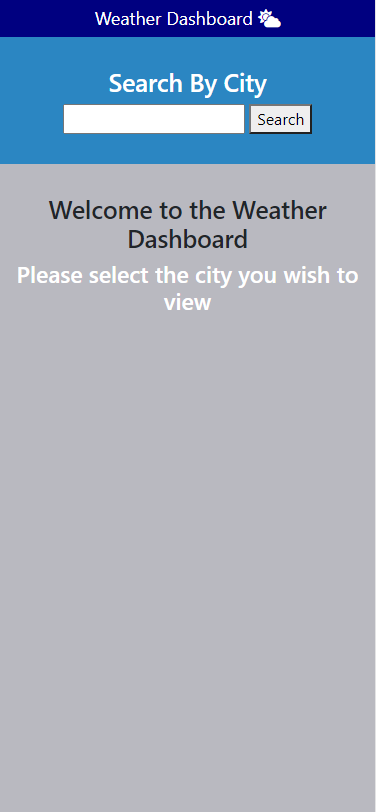 Weather Dashboard
Search By City
Search
Welcome to the Weather
Dashboard
Please select the city you wish to
view